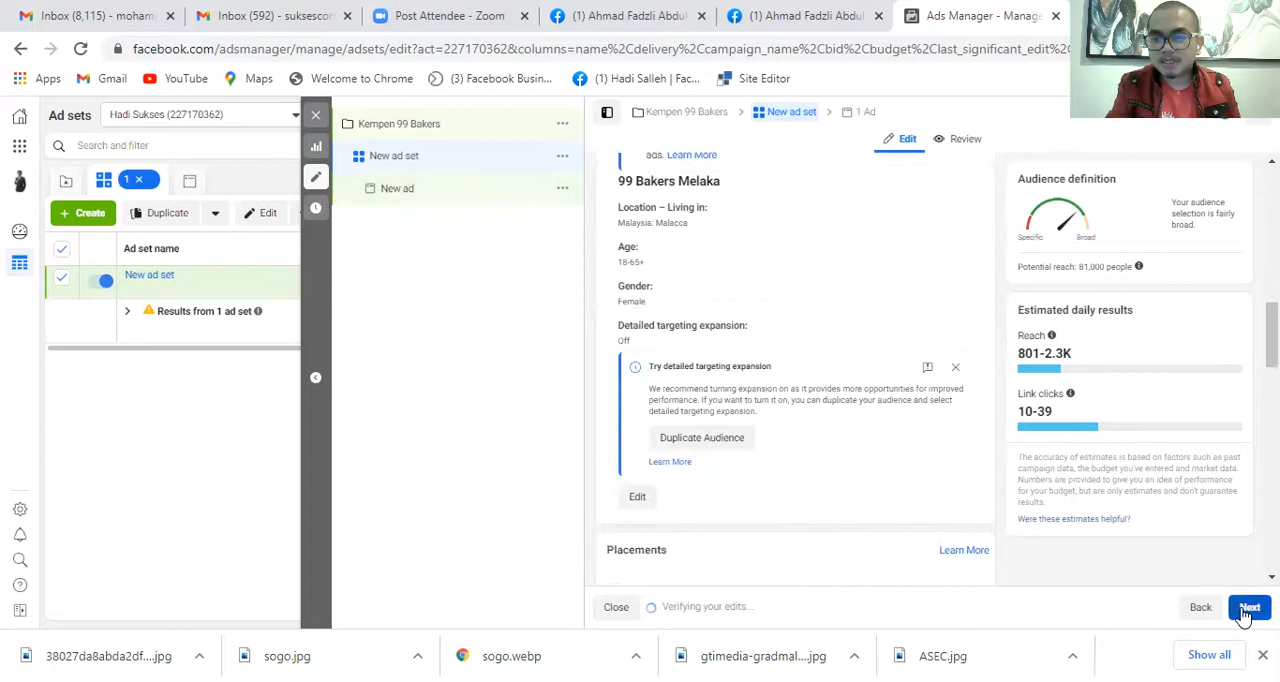 Inbox (8,115) - moham
Inbox (592) - suksescon
Post Attendee - Zoom
(1) Ahmad Fadzli Abdul
(1) Ahmad Fadzli Abdul
Ads Manager - Manage
facebook.com/adsmanager/manage/adsets/edit?act=227170362&columns=name%2Cdelivery%2Ccampaign_name%2Cbid%2Cbudget%2Clast_significant_edit%
Apps
Gmail
YouTube
Maps
Welcome to Chrome
(3) Facebook Busin...
(1) Hadi Salleh | Fac...
Site Editor
Ad sets
Hadi Sukses (227170362)
Kempen 99 Bakers
New ad set
1 Ad
Search and filter
Kempen 99 Bakers
New ad set
New ad
Edit
Review
1
Create
Duplicate
Edit
Ad set name
New ad set
Results from 1 ad set
ads. Learn More
99 Bakers Melaka
Location – Living in:
Malaysia: Malacca
Age:
18-65+
Gender:
Female
Detailed targeting expansion:
Off
Try detailed targeting expansion
We recommend turning expansion on as it provides more opportunities for improved
performance. If you want to turn it on, you can duplicate your audience and select
detailed targeting expansion.
Duplicate Audience
Learn More
Edit
Placements
Learn More
Audience definition
Your audience
selection is fairly
broad.
Specific
Broad
Potential reach: 81,000 people
Estimated daily results
Reach
801-2.3K
Link clicks
10-39
The accuracy of estimates is based on factors such as past
campaign data, the budget you've entered and market data.
Numbers are provided to give you an idea of performance
for your budget, but are only estimates and don't guarantee
results.
Were these estimates helpful?
Close
Verifying your edits...
Back
Next
38027da8abda2df....jpg
sogo.jpg
sogo.webp
gtimedia-gradmal....jpg
ASEC.jpg
Show all